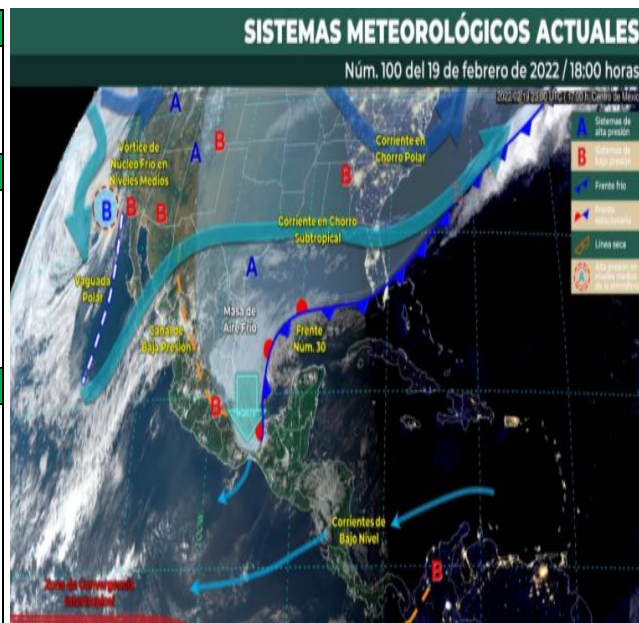 SISTEMAS METEOROLÓGICOS ACTUALES
Núm. 100 del 19 de febrero de 2022 / 18:00 horas
A
Sistemas de
alta presión
B
Sistemas de
baja presión
Frente frío
Frente
estacionario
Línea seca
A
A
A
B
B
Corriente en
Chorro Polar
Vórtice de
Núcleo Frío en
Niveles Medios
B
B
B
Corriente en Chorro
Subtropical
A
Vaguada
Polar
Masa de
Aire Frío
Canal de
Baja Presión
Frente
Núm. 30
B
Corrientes de
Bajo Nivel
B
Zona de Convergencia
Intertropical